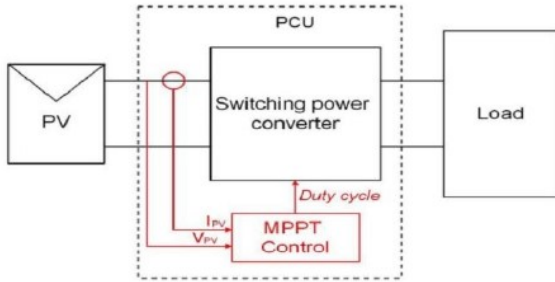 PCU
PV
Switching power
converter
Load
Duty cycle
IPV
VPV
MPPT
Control